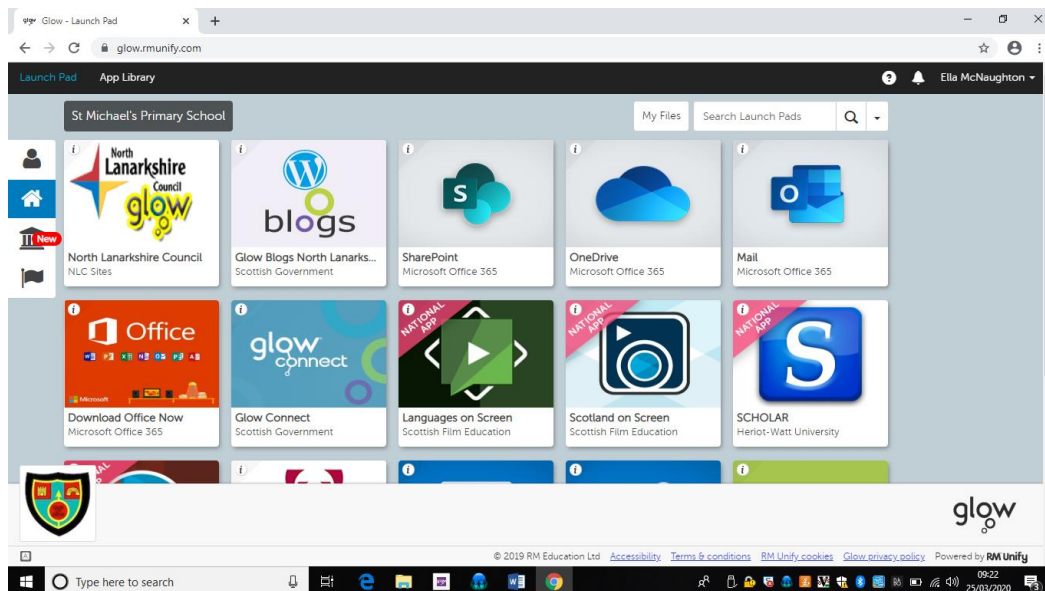 glow Glow - Launch Pad
glow.rmunify.com
Launch Pad App Library Ella McNaughton
St Michael's Primary School My Files Search Launch Pads
North Lanarkshire Council glow
blogs
S
O
New
North Lanarkshire Council
NLC Sites
Glow Blogs North Lanarks...
Scottish Government
SharePoint
Microsoft Office 365
OneDrive
Microsoft Office 365
Mail
Microsoft Office 365
Office
Microsoft
glow connect
NATIONAL APP
NATIONAL APP
NATIONAL APP
S
Download Office Now
Microsoft Office 365
Glow Connect
Scottish Government
Languages on Screen
Scottish Film Education
Scotland on Screen
Scottish Film Education
SCHOLAR
Heriot-Watt University
glow
© 2019 RM Education Ltd Accessibility Terms & conditions RM Unify cookies Glow privacy policy Powered by RM Unify
Type here to search
09:22
25/03/2020